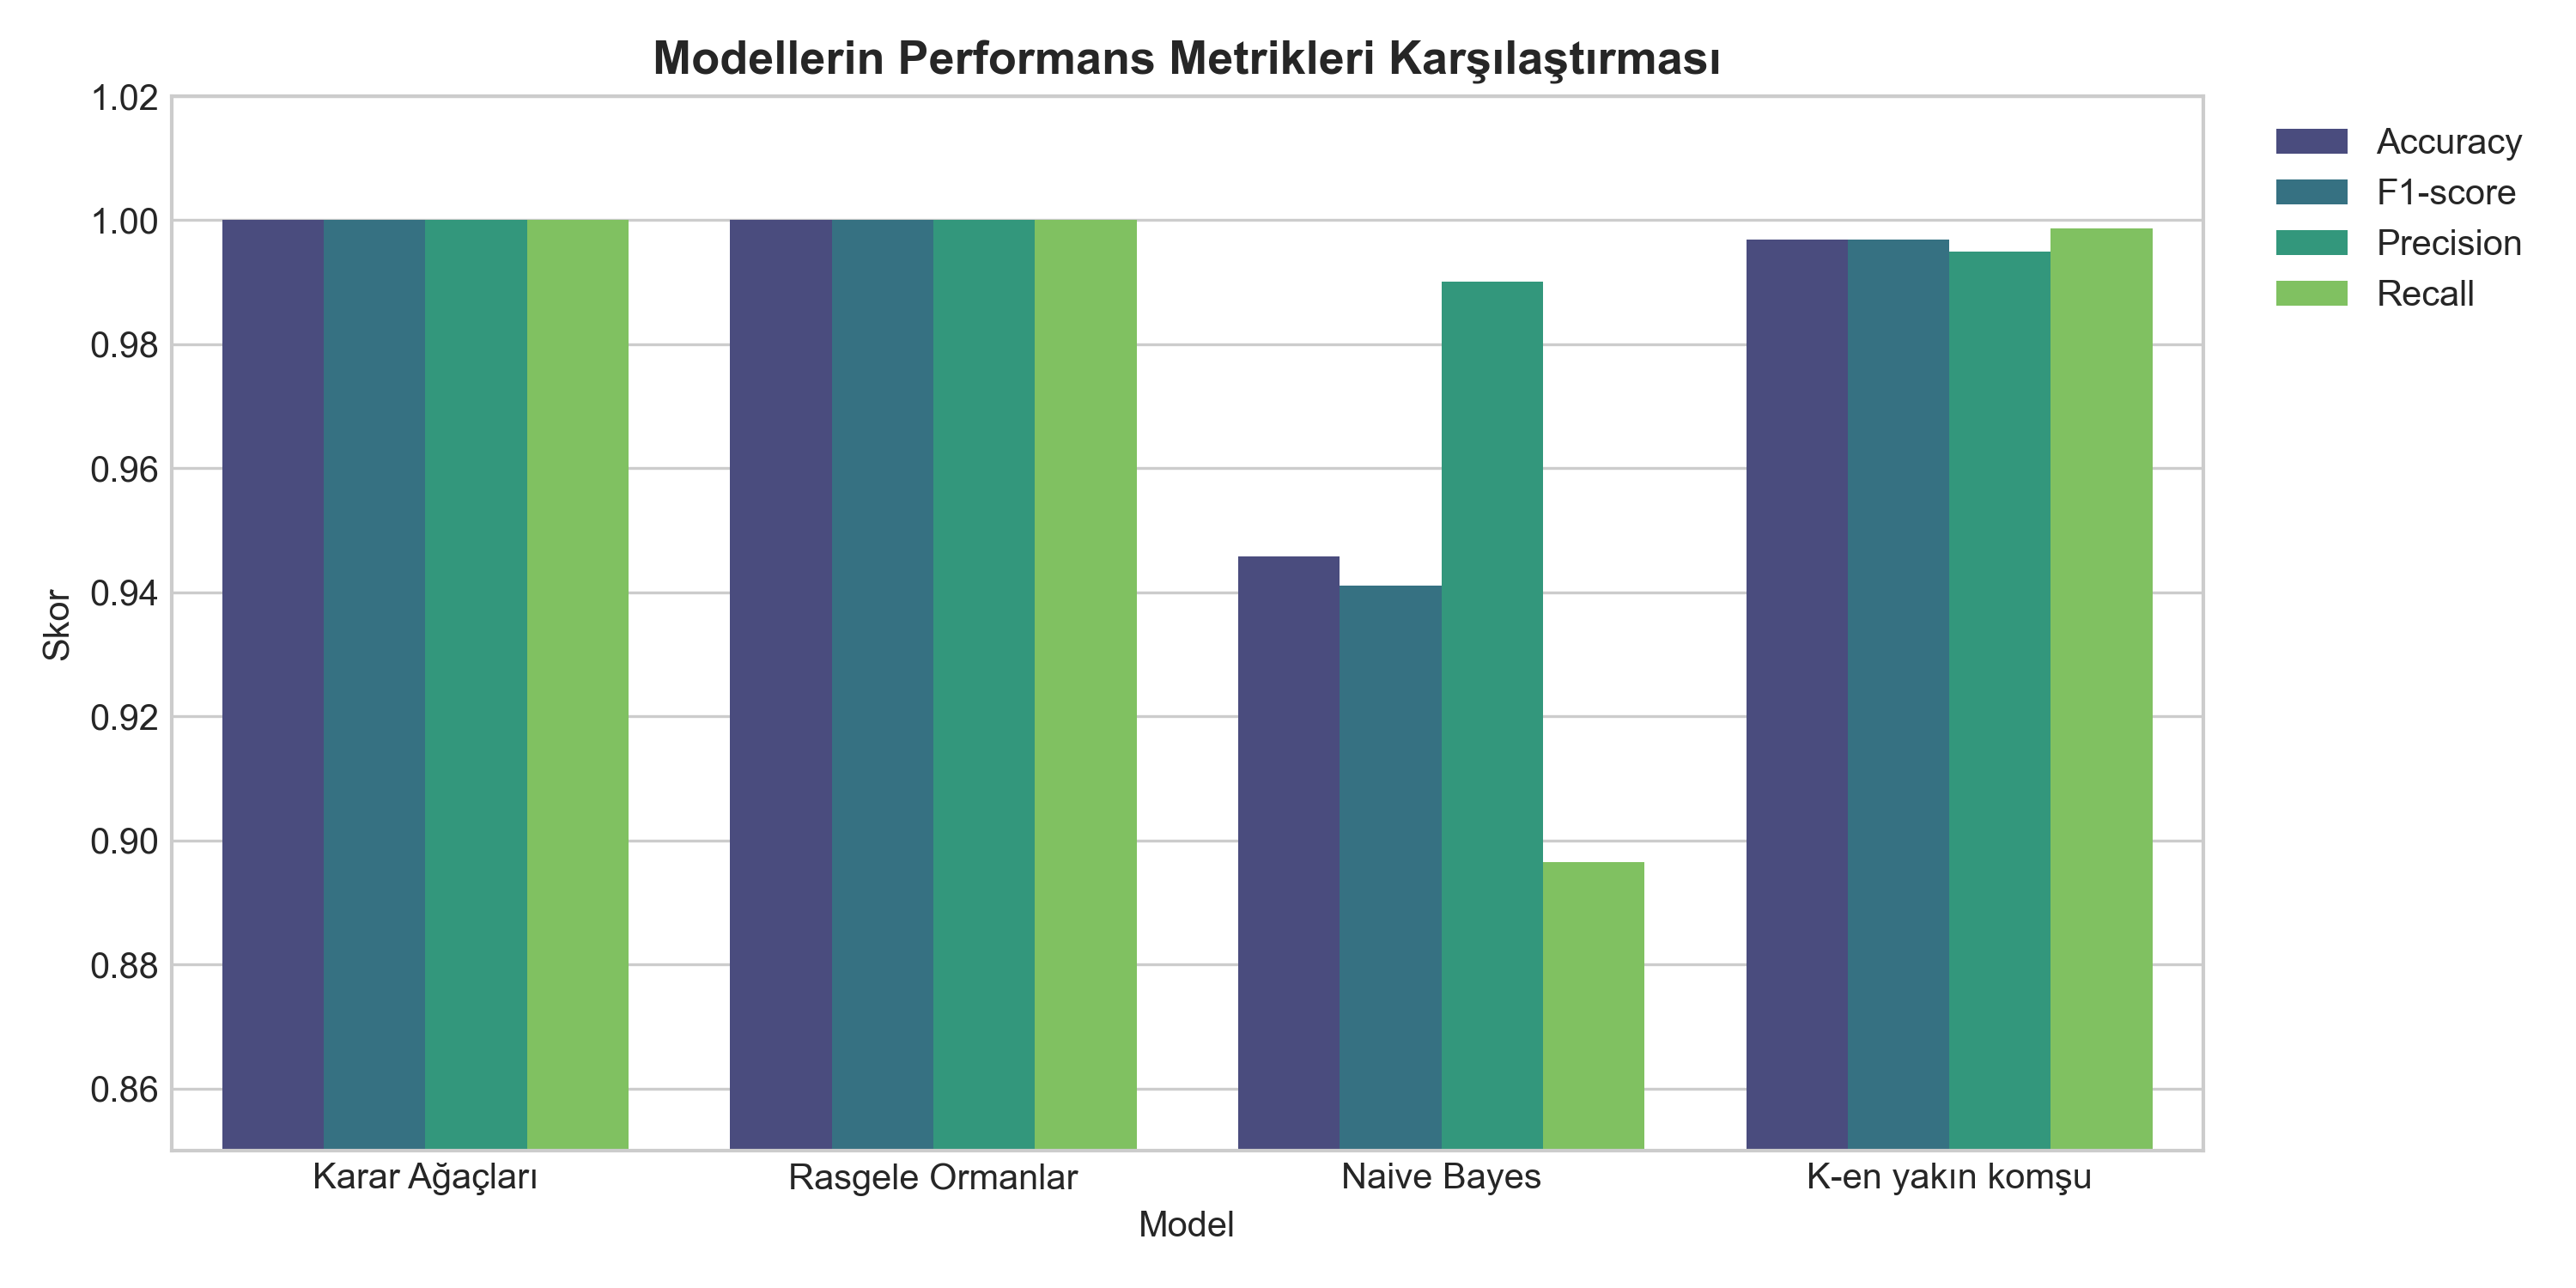 Modellerin Performans Metrikleri Karşılaştırması
1.02
1.00
0.98
0.96
0.94
0.92
0.90
0.88
0.86
Skor
Karar Ağaçları
Rasgele Ormanlar
Naive Bayes
K-en yakın komşu
Model
Accuracy
F1-score
Precision
Recall